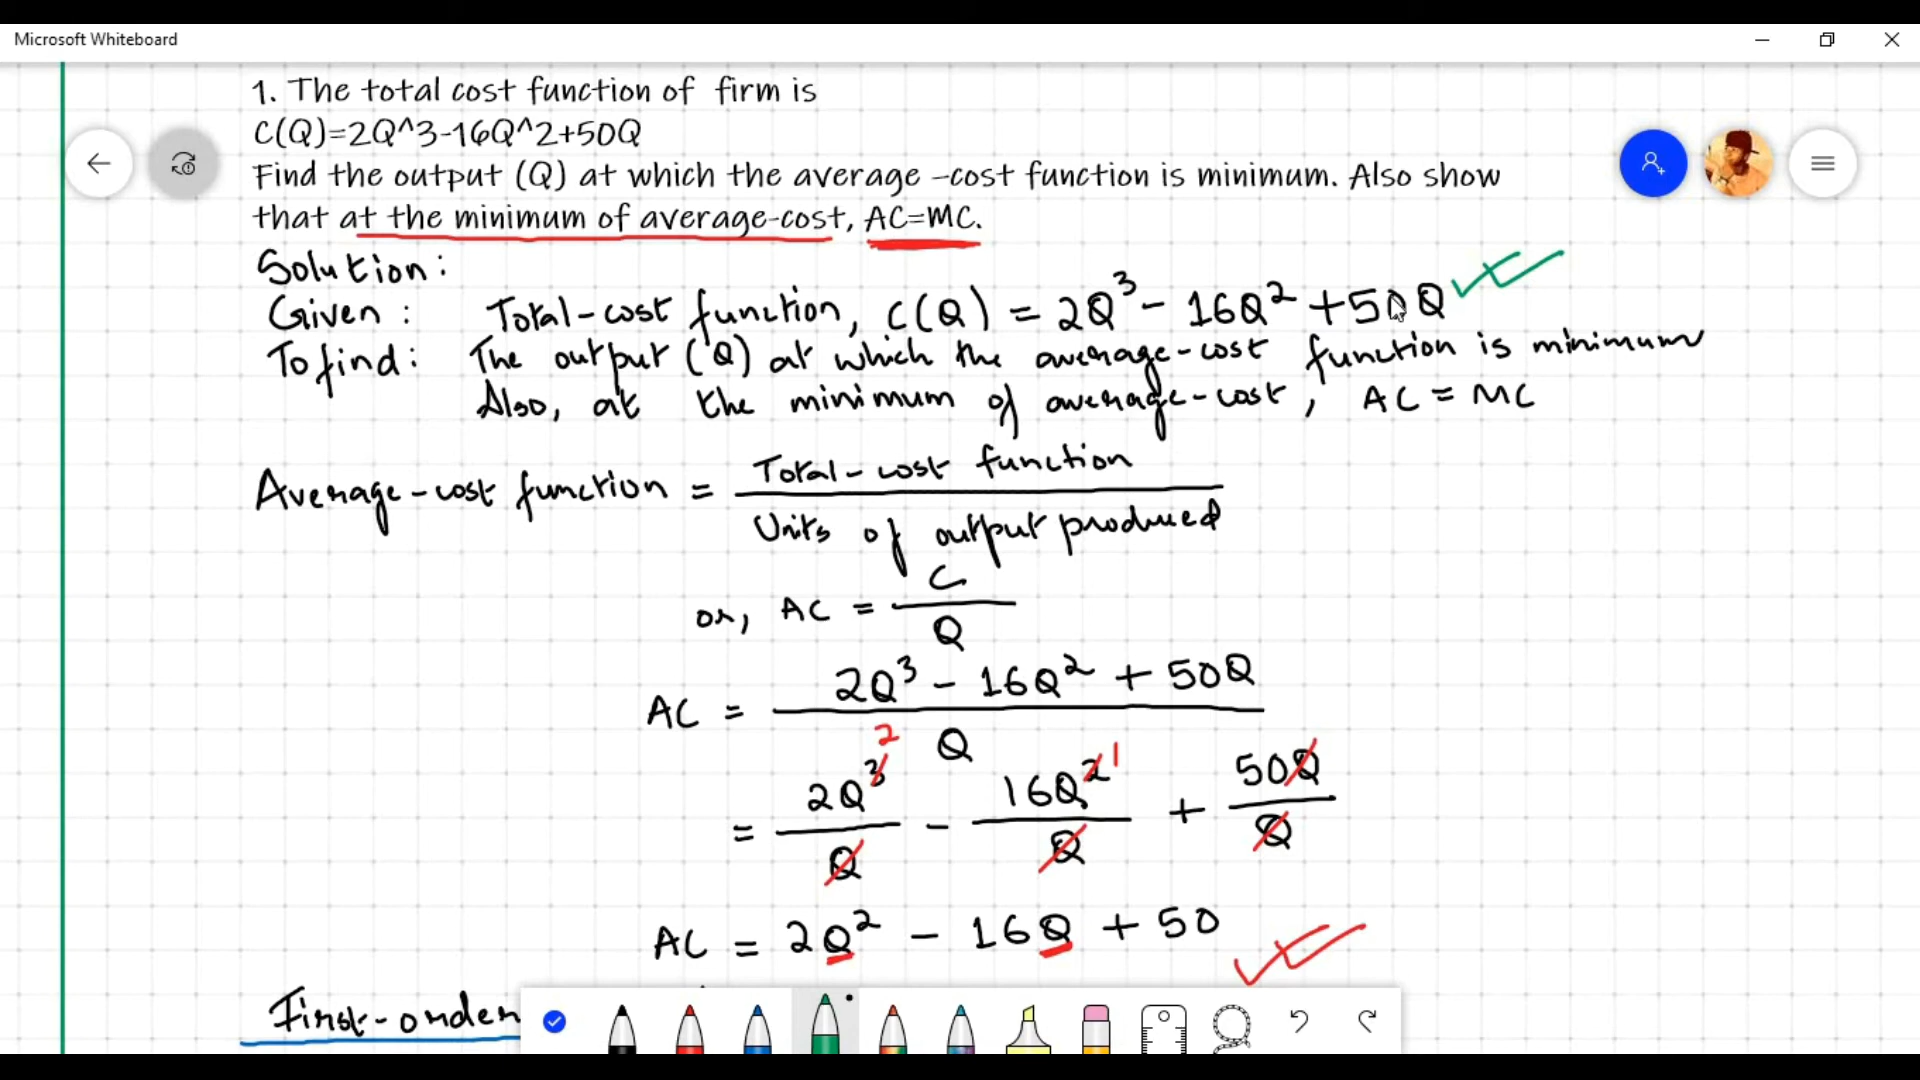 Microsoft Whiteboard
1. The total cost function of firm is
C(Q)=2Q^3-16Q^2+50Q
Find the output (Q) at which the average -cost function is minimum. Also show
that at the minimum of average-cost, AC=MC.
Solution:
Given: Total-cost function, C(Q) = 2Q³ - 16Q² + 50Q
To find: The output (Q) at which the average-cost function is minimum
Also, at the minimum of average-cost, AC = MC
Average-cost function = Total-cost function / Units of output produced
or, AC = C / Q
AC = 2Q³ - 16Q² + 50Q / Q
= 2Q³ 2 / Q - 16Q² 1 / Q + 50Q / Q
AC = 2Q² - 16Q + 50
First-order